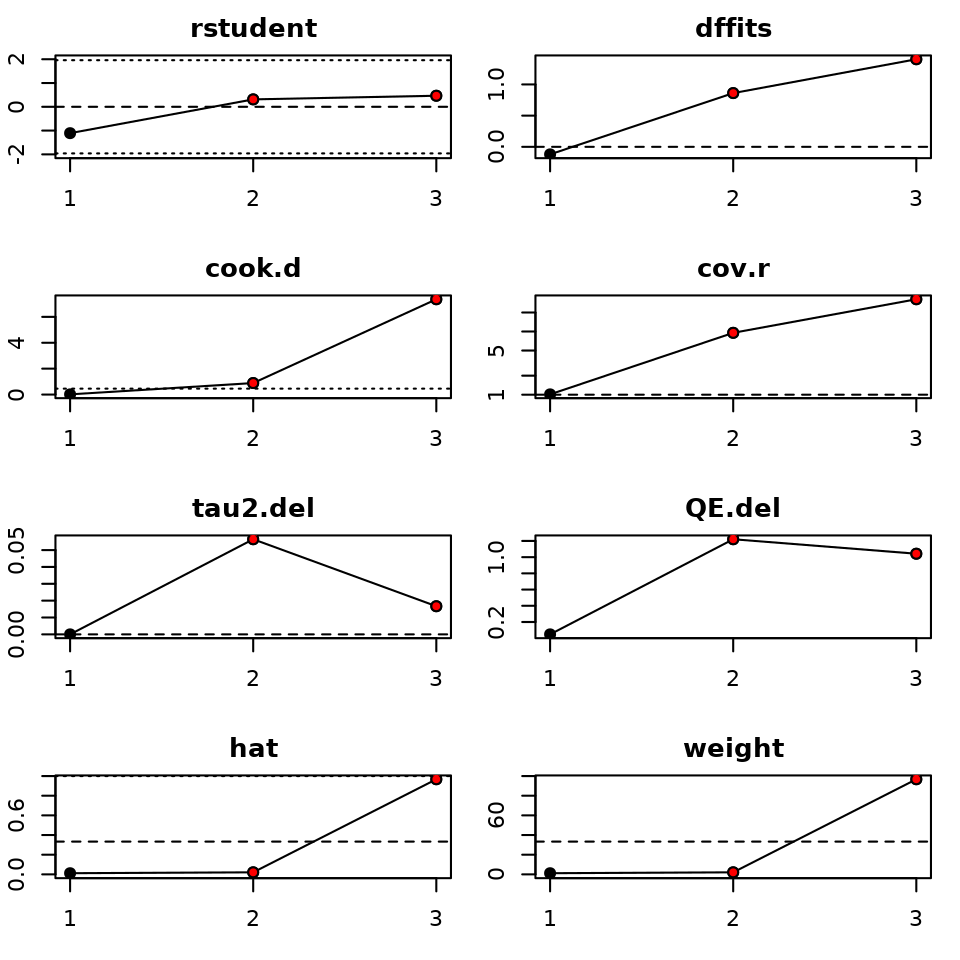 rstudent
-2 0 2
1 2 3
dffits
0.0 1.0
1 2 3
cook.d
0 4
1 2 3
cov.r
1 5
1 2 3
tau2.del
0.00 0.05
1 2 3
QE.del
0.2 1.0
1 2 3
hat
0.0 0.6
1 2 3
weight
0 60
1 2 3